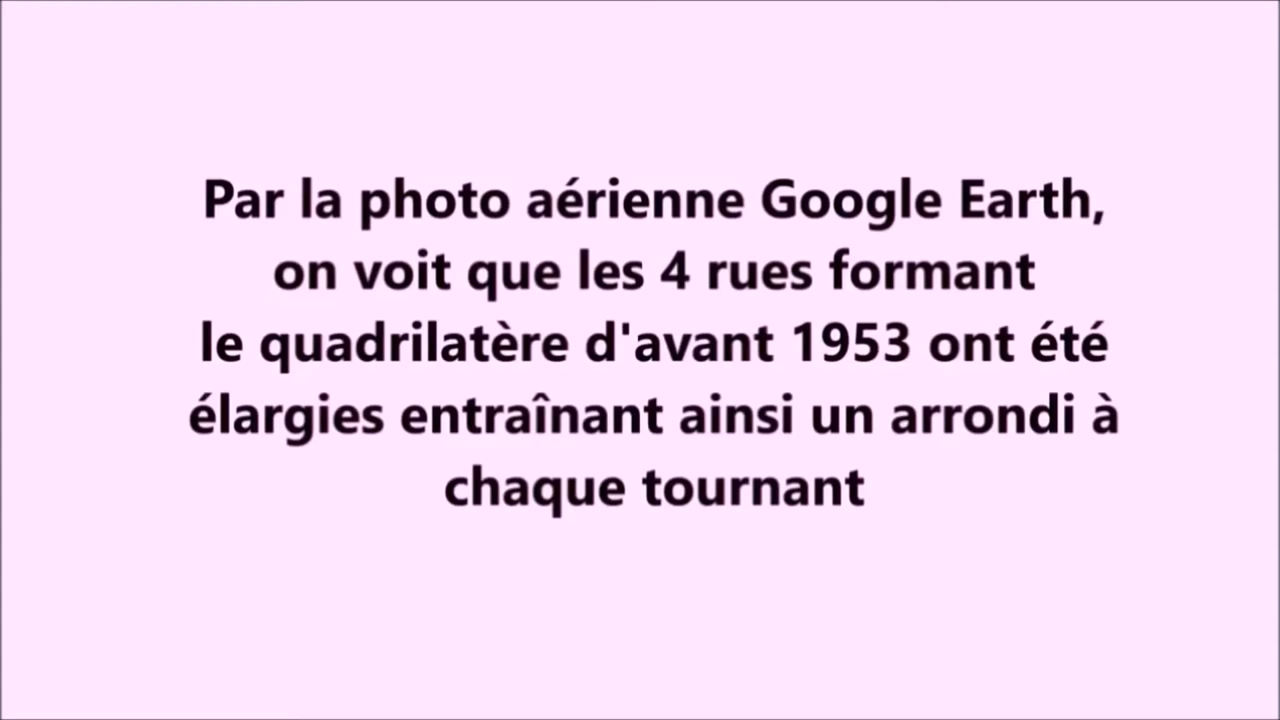 Par la photo aérienne Google Earth,
on voit que les 4 rues formant
le quadrilatère d'avant 1953 ont été
élargies entraînant ainsi un arrondi à
chaque tournant